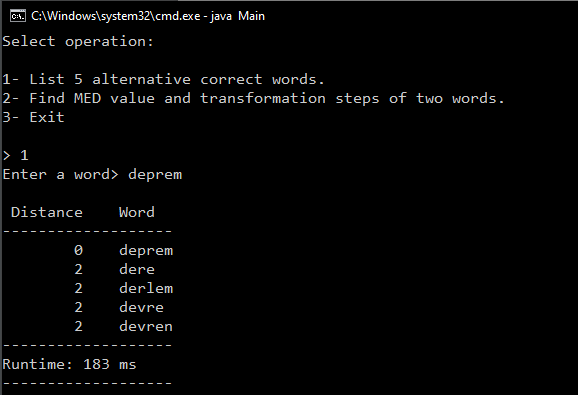 C:\Windows\system32\cmd.exe - java Main
Select operation:
1- List 5 alternative correct words.
2- Find MED value and transformation steps of two words.
3- Exit
> 1
Enter a word> deprem
Distance    Word
-------------------
0    deprem
2    dere
2    derlem
2    devre
2    devren
-------------------
Runtime: 183 ms
-------------------